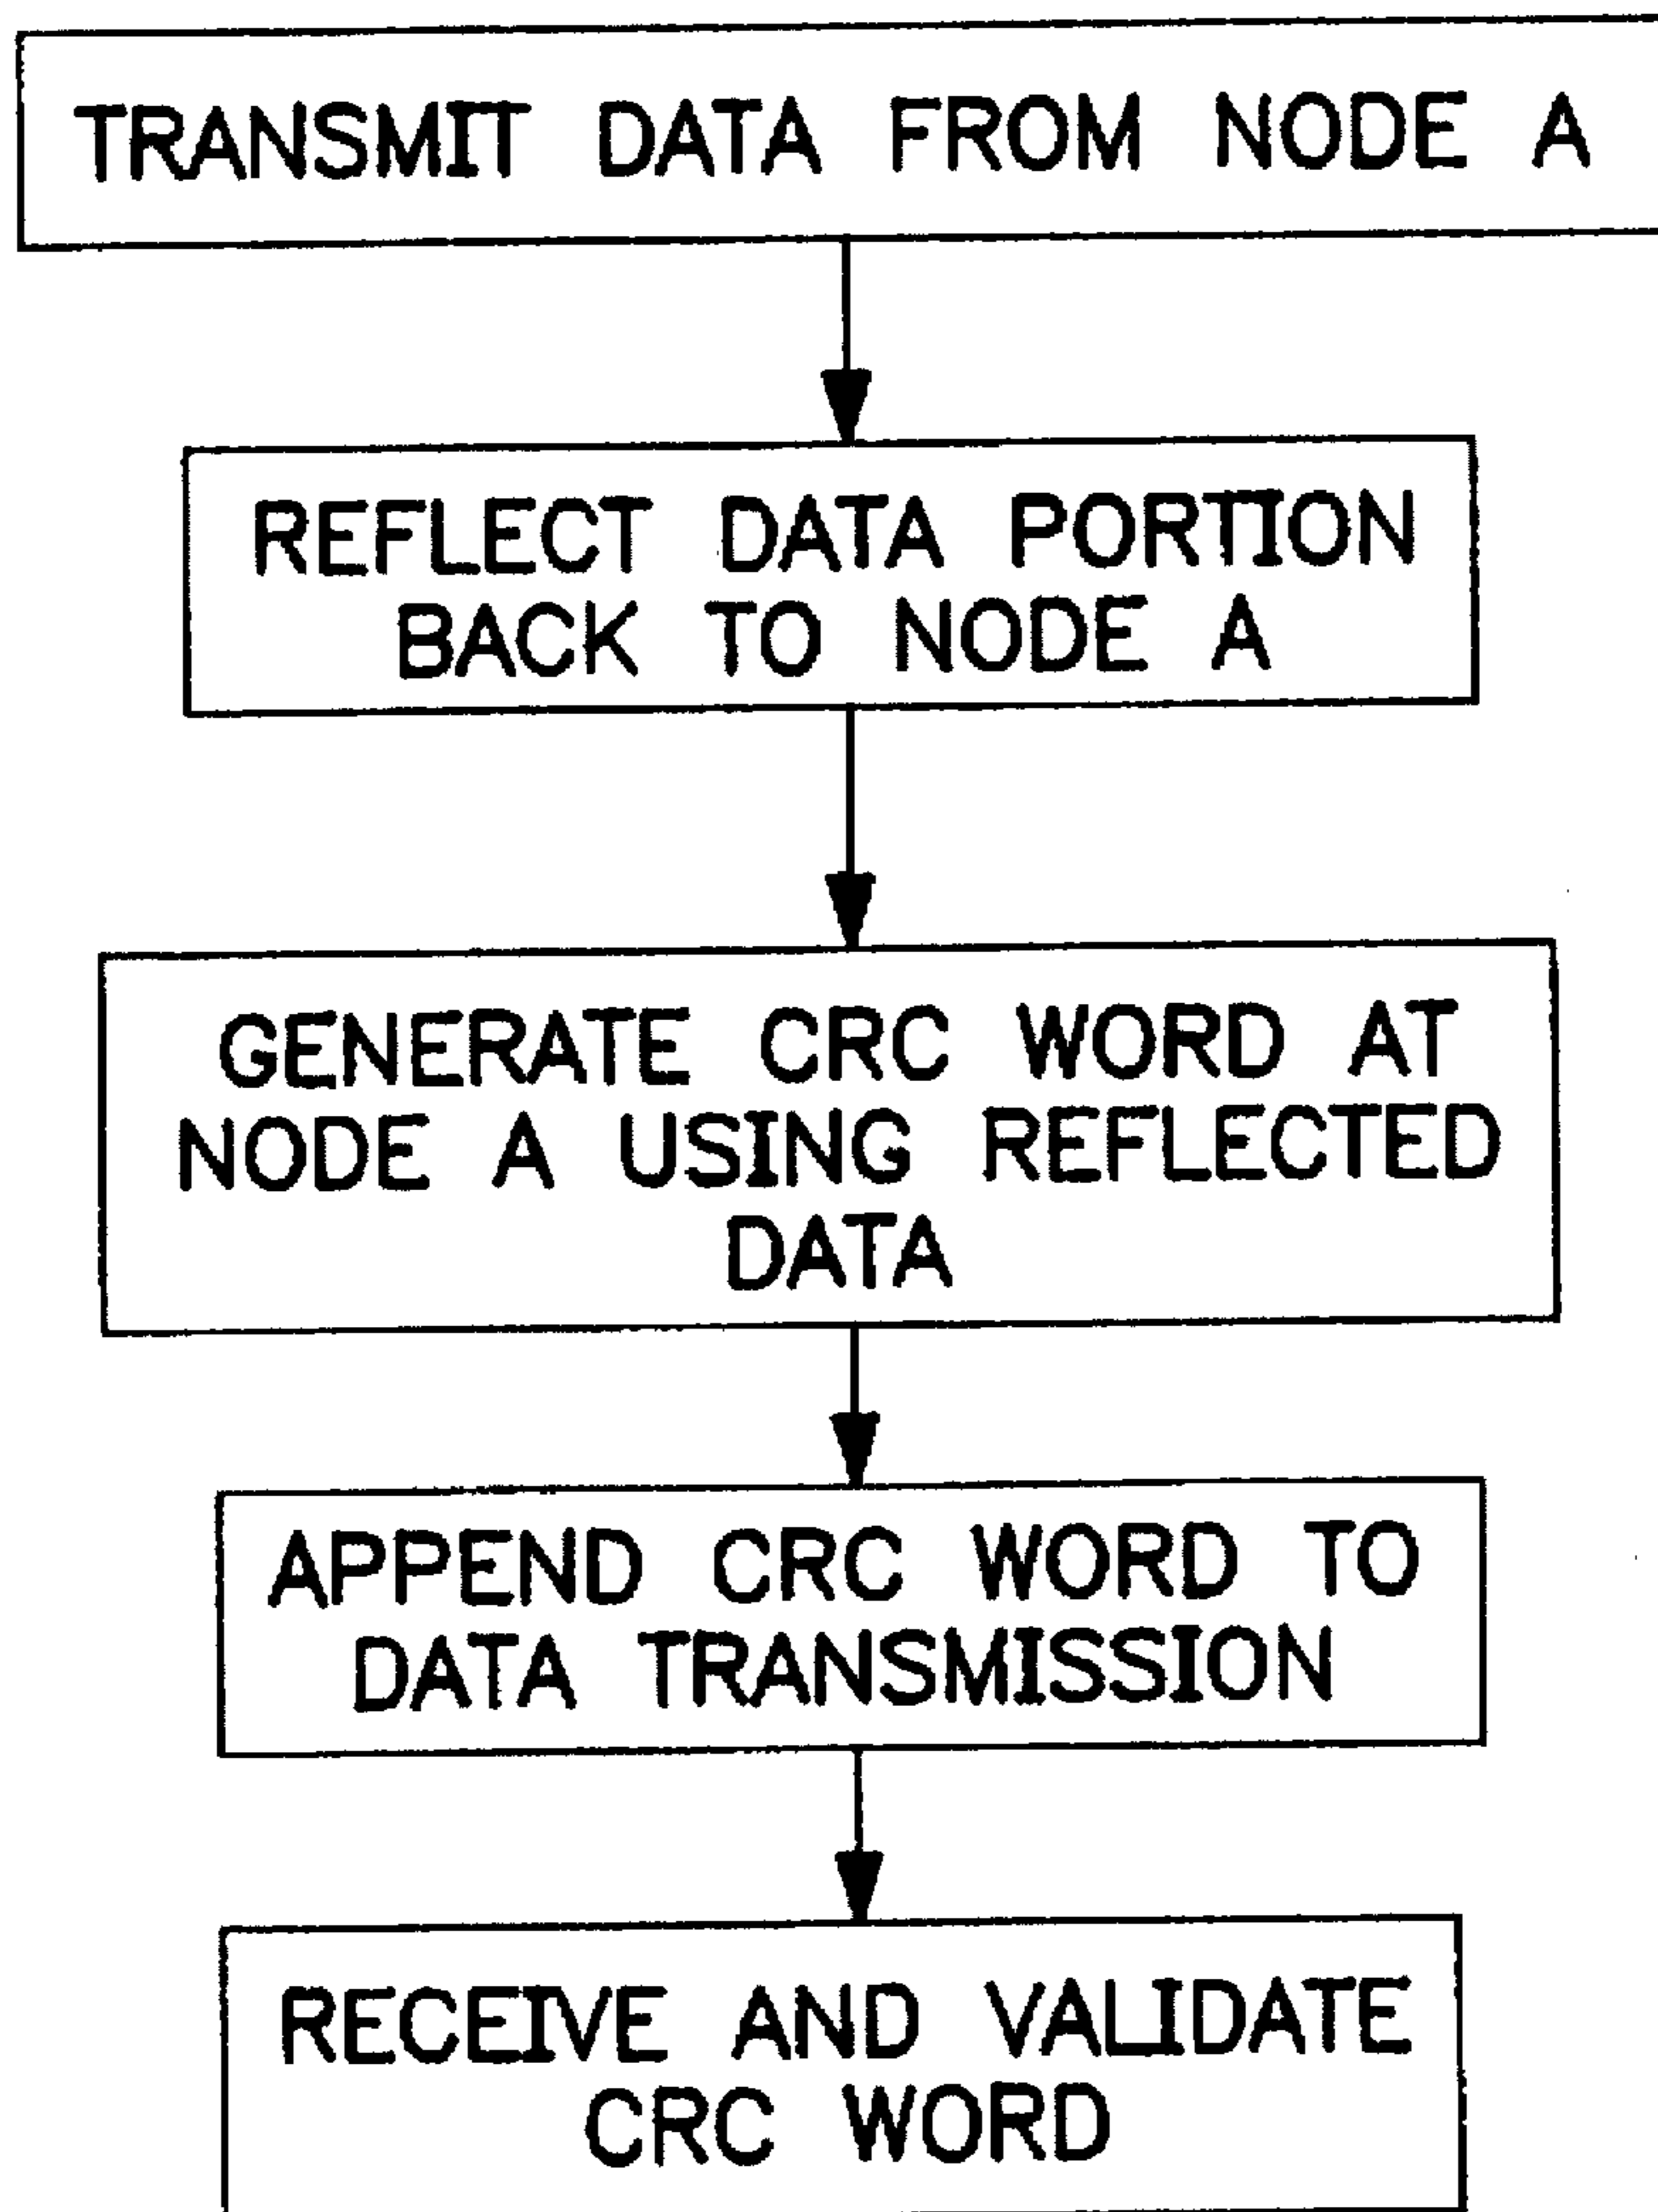 TRANSMIT DATA FROM NODE A
REFLECT DATA PORTION
BACK TO NODE A
GENERATE CRC WORD AT
NODE A USING REFLECTED
DATA
APPEND CRC WORD TO
DATA TRANSMISSION
RECEIVE AND VALIDATE
CRC WORD